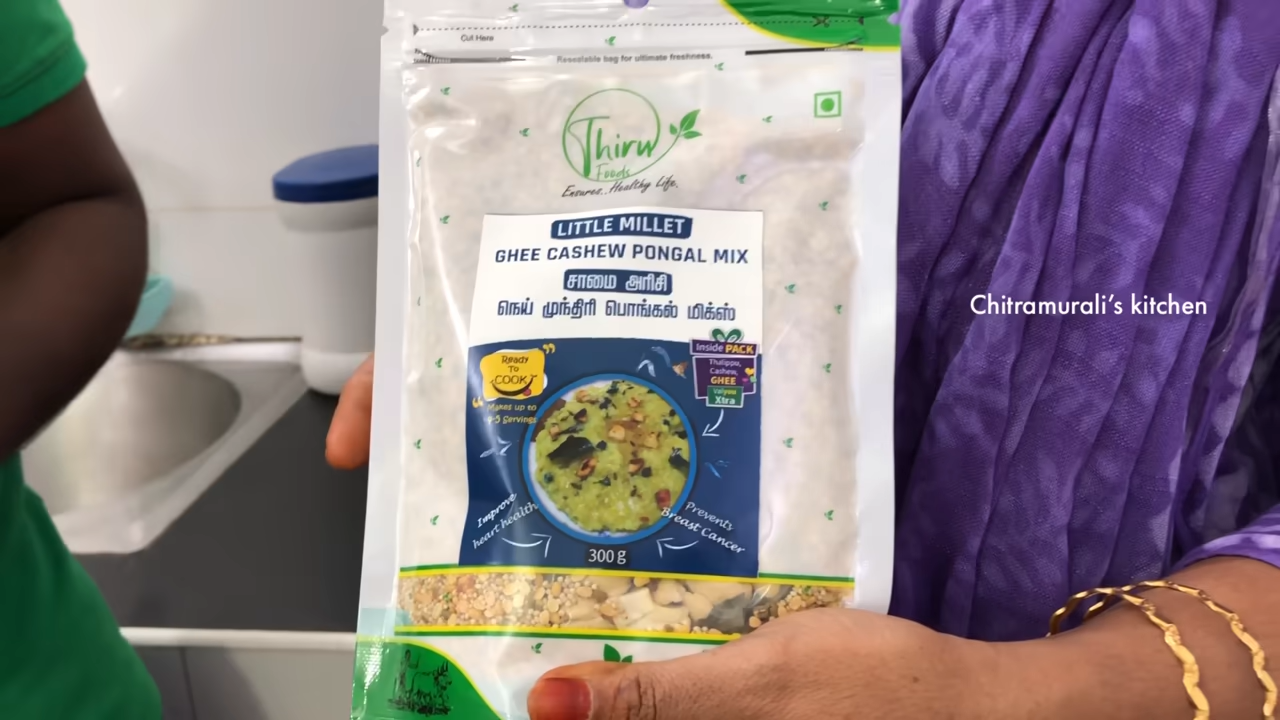 Cut Here
Resealable bag for ultimate freshness.
Thiru
Foods
Ensures..Healthy Life.
LITTLE MILLET
GHEE CASHEW PONGAL MIX
சாமை அரிசி
நெய் முந்திரி பொங்கல் மிக்ஸ்
Ready
To
COOK
Makes up to
4-5 Servings
Inside PACK
Thalippu,
Cashew,
GHEE
Xtra
Improve
heart health
Prevents
Breast Cancer
300 g
Chitramurali's kitchen